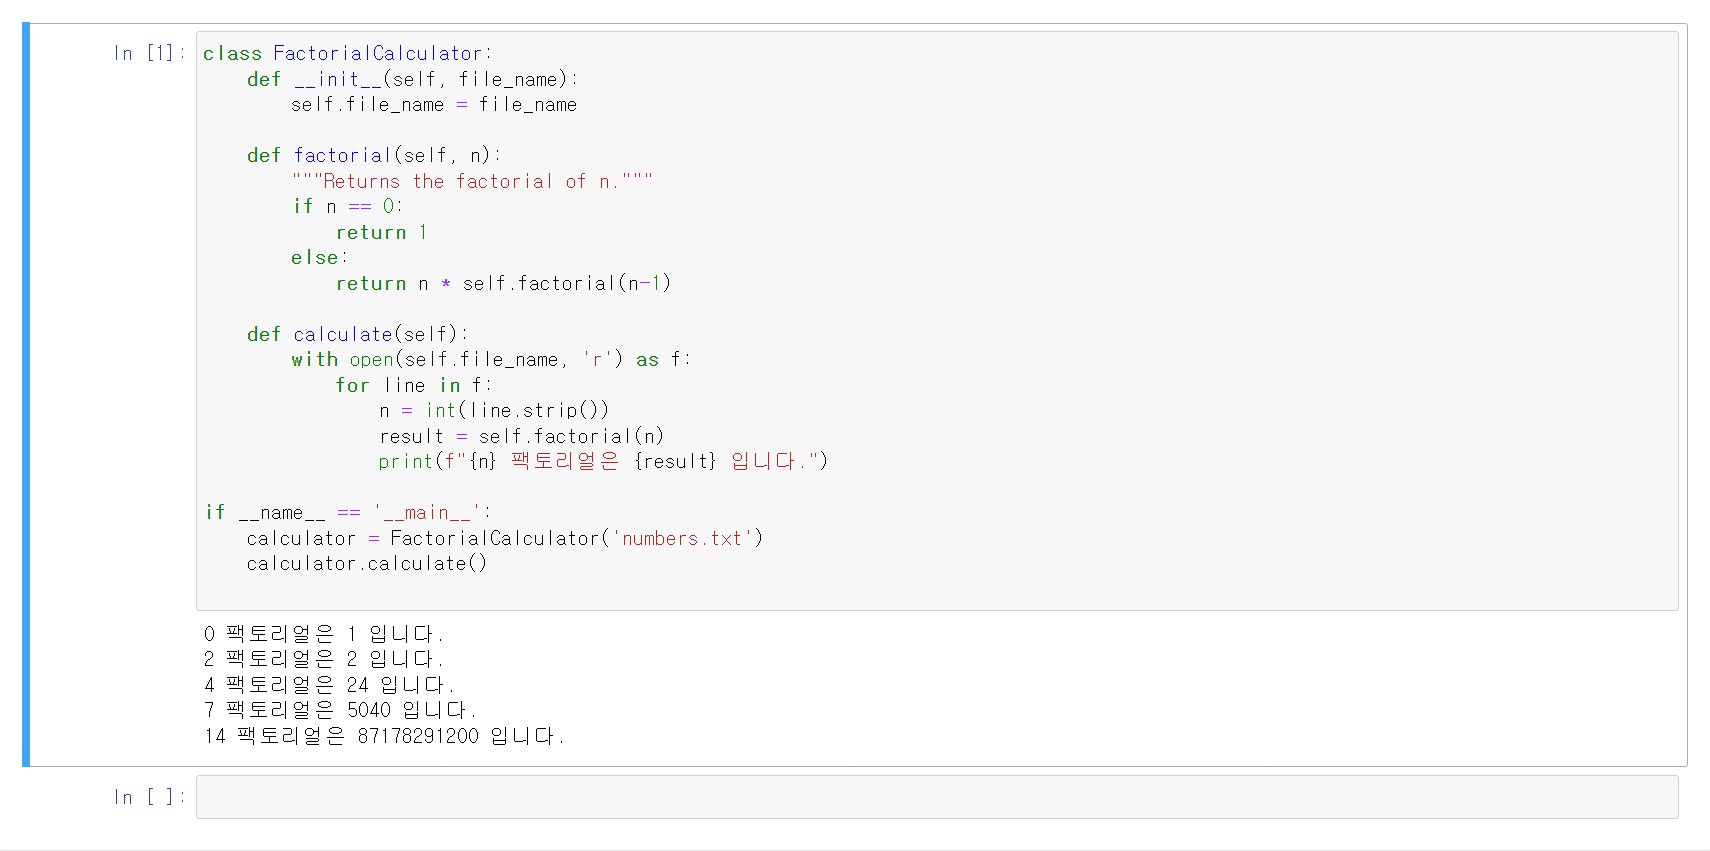 In [1]:
class FactorialCalculator:
    def __init__(self, file_name):
        self.file_name = file_name

    def factorial(self, n):
        """Returns the factorial of n."""
        if n == 0:
            return 1
        else:
            return n * self.factorial(n-1)

    def calculate(self):
        with open(self.file_name, 'r') as f:
            for line in f:
                n = int(line.strip())
                result = self.factorial(n)
                print(f"{n} 팩토리얼은 {result} 입니다.")

if __name__ == '__main__':
    calculator = FactorialCalculator('numbers.txt')
    calculator.calculate()

0 팩토리얼은 1 입니다.
2 팩토리얼은 2 입니다.
4 팩토리얼은 24 입니다.
7 팩토리얼은 5040 입니다.
14 팩토리얼은 87178291200 입니다.
In [ ]: